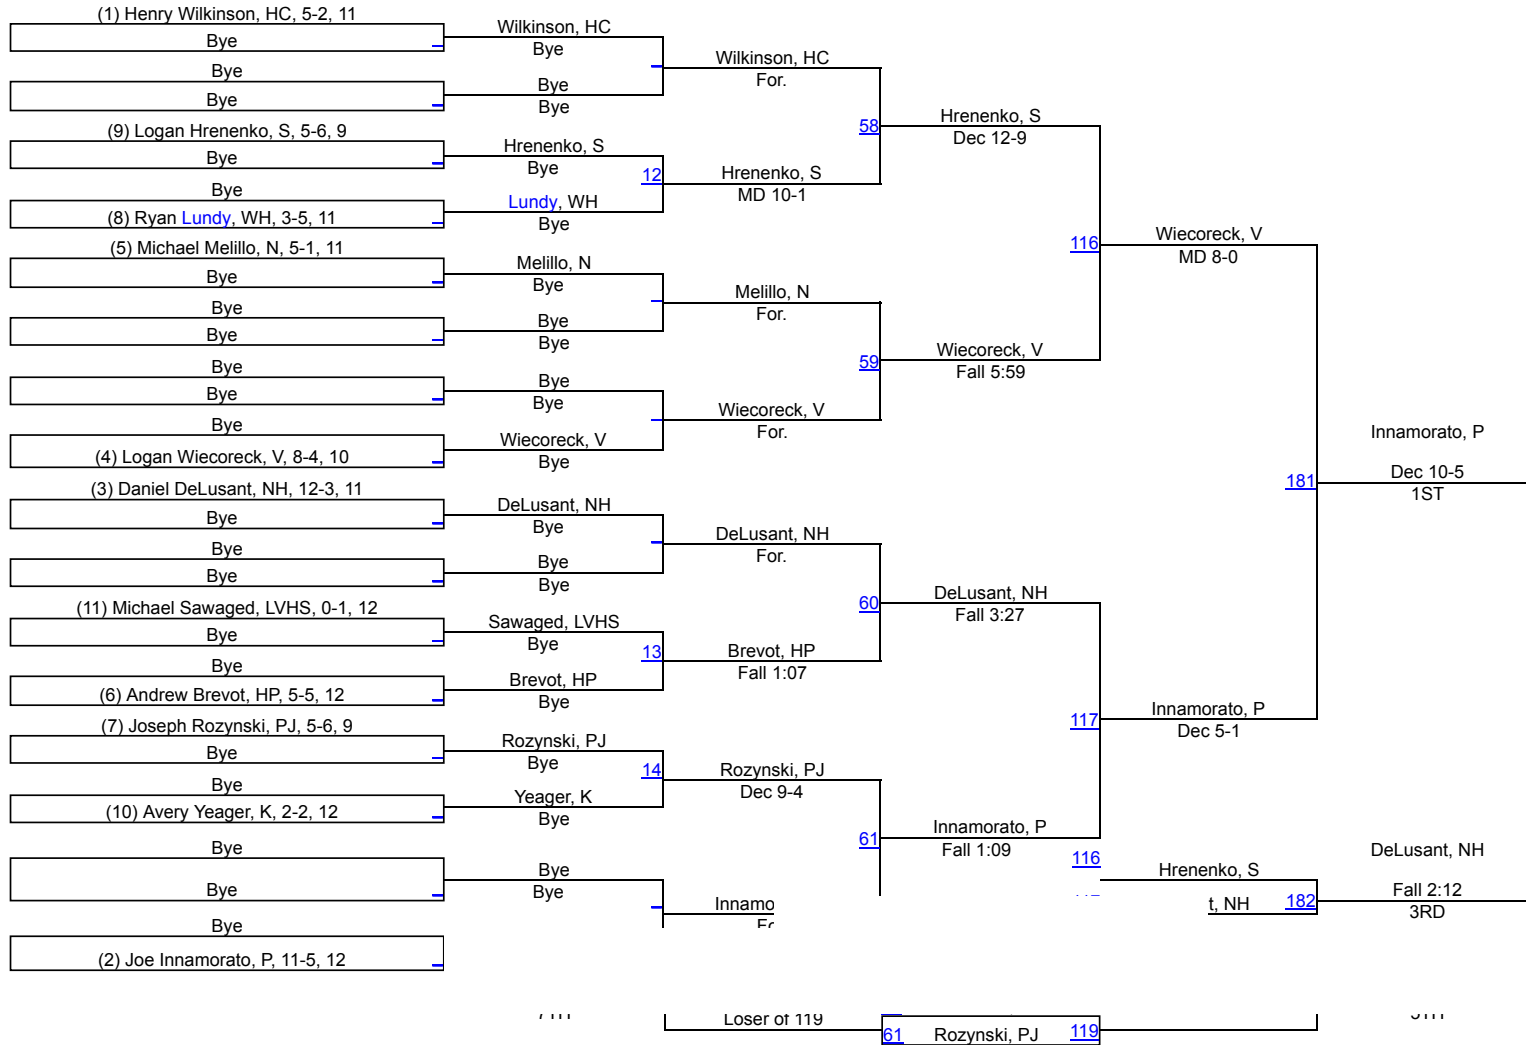 (1) Henry Wilkinson, HC, 5-2, 11
Bye
Bye
Bye
(9) Logan Hrenenko, S, 5-6, 9
Bye
Bye
(8) Ryan Lundy, WH, 3-5, 11
(5) Michael Melillo, N, 5-1, 11
Bye
Bye
Bye
Bye
Bye
Bye
(4) Logan Wiecoreck, V, 8-4, 10
(3) Daniel DeLusant, NH, 12-3, 11
Bye
Bye
Bye
(11) Michael Sawaged, LVHS, 0-1, 12
Bye
Bye
(6) Andrew Brevot, HP, 5-5, 12
(7) Joseph Rozynski, PJ, 5-6, 9
Bye
Bye
(10) Avery Yeager, K, 2-2, 12
Bye
Bye
Bye
(2) Joe Innamorato, P, 11-5, 12
Wilkinson, HC
Bye
Bye
Bye
Hrenenko, S
Bye
12
Lundy, WH
Bye
Melillo, N
Bye
Bye
Bye
Bye
Bye
Wiecoreck, V
Bye
DeLusant, NH
Bye
Bye
Bye
Sawaged, LVHS
Bye
13
Brevot, HP
Bye
Rozynski, PJ
Bye
14
Yeager, K
Bye
Bye
Bye
Wilkinson, HC
For.
58
Hrenenko, S
MD 10-1
Melillo, N
For.
59
Wiecoreck, V
For.
DeLusant, NH
For.
60
Brevot, HP
Fall 1:07
Rozynski, PJ
Dec 9-4
61
Innamo
Hrenenko, S
Dec 12-9
116
Wiecoreck, V
Fall 5:59
DeLusant, NH
Fall 3:27
117
Innamorato, P
Fall 1:09
Wiecoreck, V
MD 8-0
181
Innamorato, P
Dec 5-1
Innamorato, P
Dec 10-5
1ST
116
Hrenenko, S
t, NH
182
DeLusant, NH
Fall 2:12
3RD
Loser of 119
61 Rozynski, PJ 119